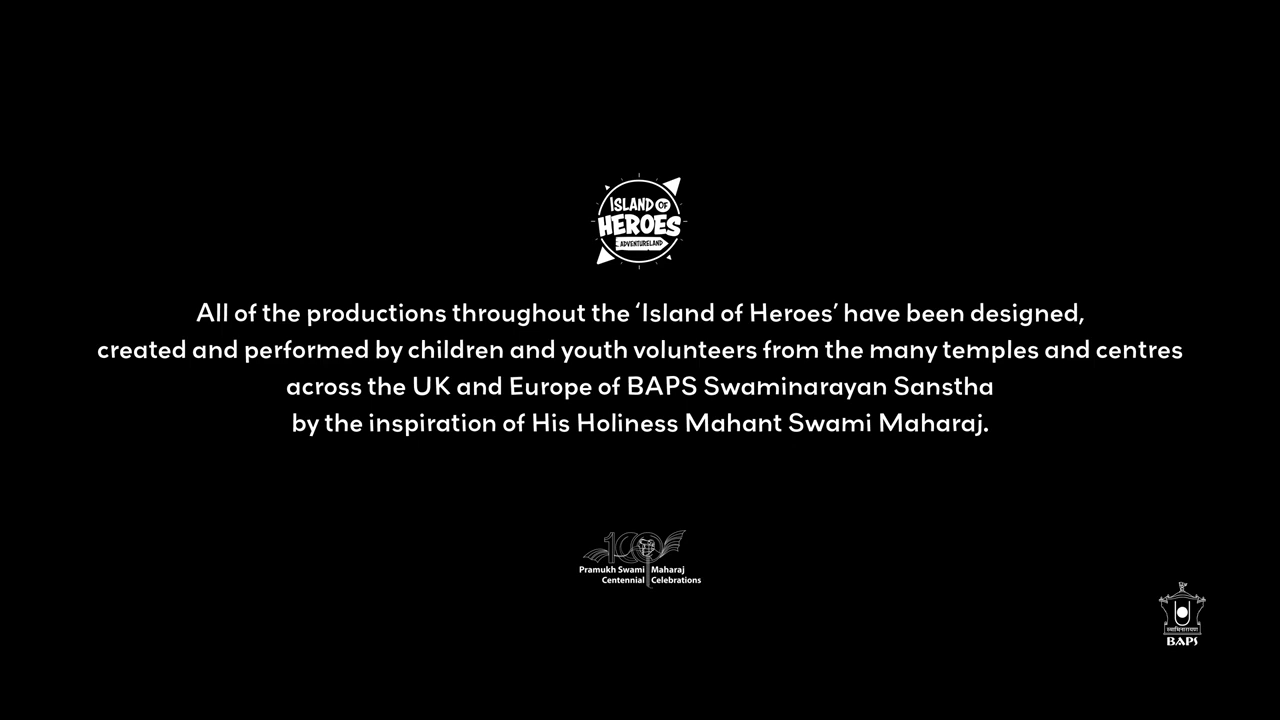 ISLAND OF
HEROES
ADVENTURELAND
All of the productions throughout the ‘Island of Heroes’ have been designed,
created and performed by children and youth volunteers from the many temples and centres
across the UK and Europe of BAPS Swaminarayan Sanstha
by the inspiration of His Holiness Mahant Swami Maharaj.
100
Pramukh Swami Maharaj
Centennial Celebrations
स्वामिनारायण
BAPS